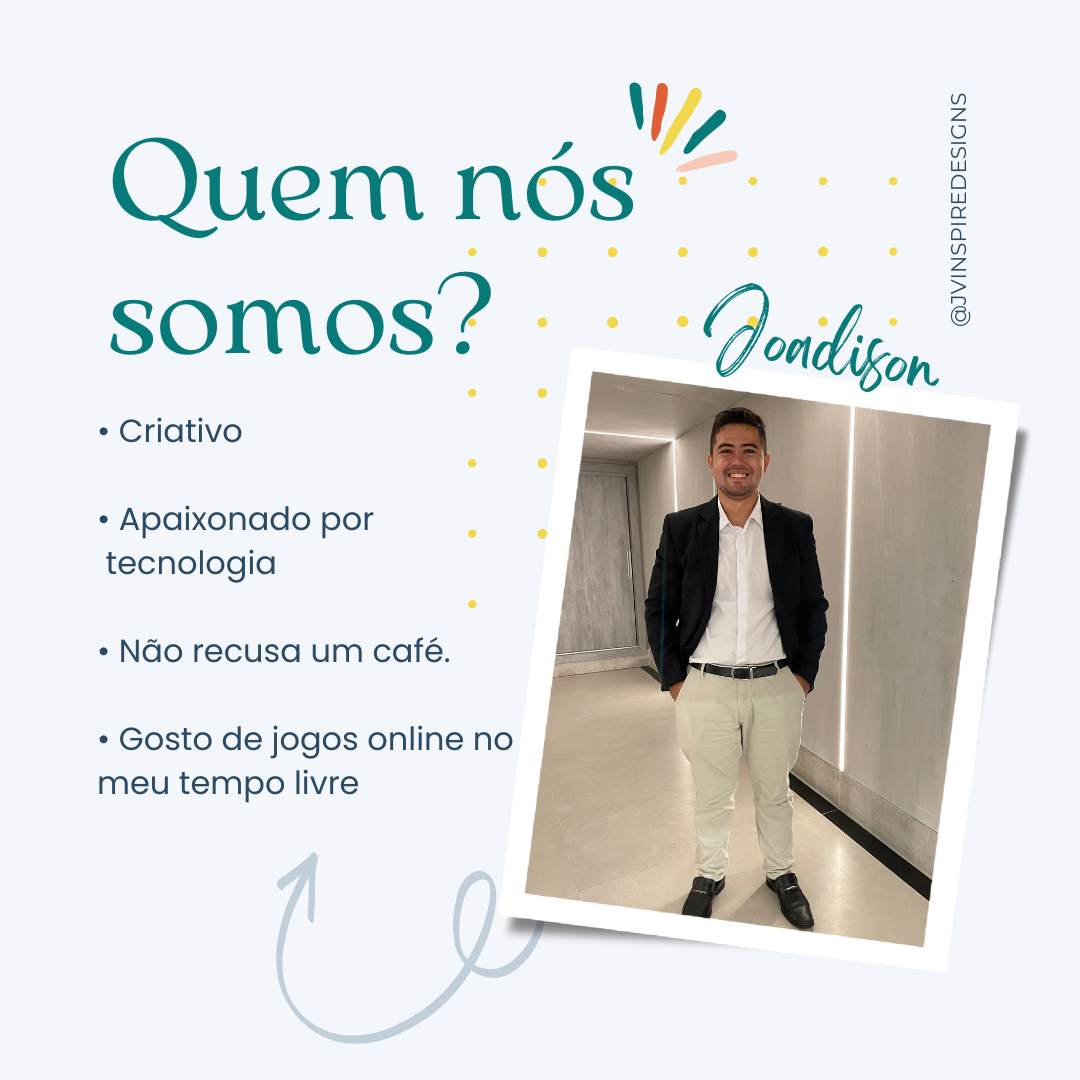 Quem nós
somos?
@JVINSPIREDESIGNS
Joadison
• Criativo
• Apaixonado por
tecnologia
• Não recusa um café.
• Gosto de jogos online no
meu tempo livre